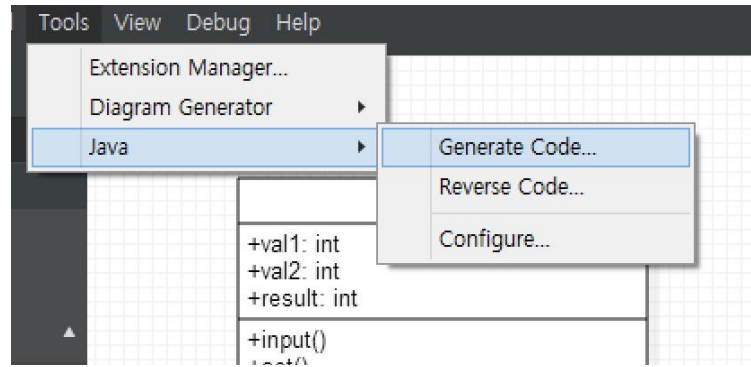 Tools View Debug Help
Extension Manager...
Diagram Generator
Java
Generate Code...
Reverse Code...
Configure...
+val1: int
+val2: int
+result: int
+input()